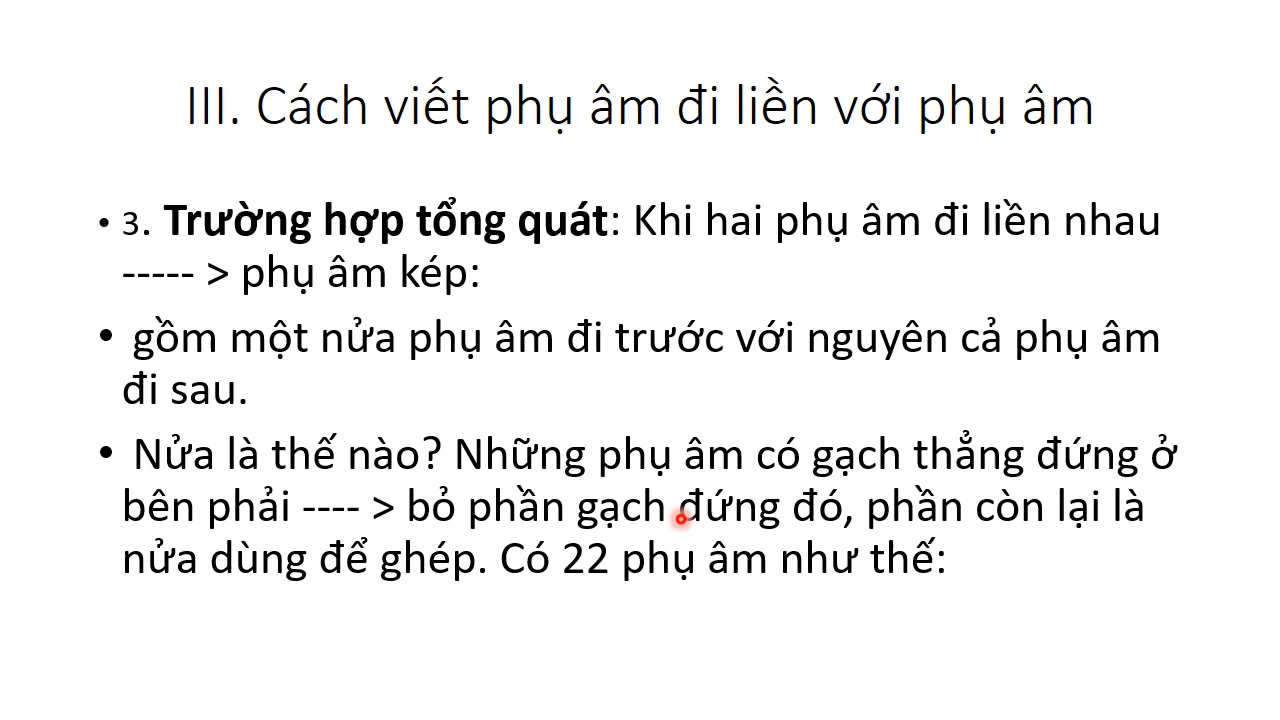 III. Cách viết phụ âm đi liền với phụ âm
• 3. Trường hợp tổng quát: Khi hai phụ âm đi liền nhau
----- > phụ âm kép:
• gồm một nửa phụ âm đi trước với nguyên cả phụ âm
đi sau.
• Nửa là thế nào? Những phụ âm có gạch thẳng đứng ở
bên phải ---- > bỏ phần gạch đứng đó, phần còn lại là
nửa dùng để ghép. Có 22 phụ âm như thế: